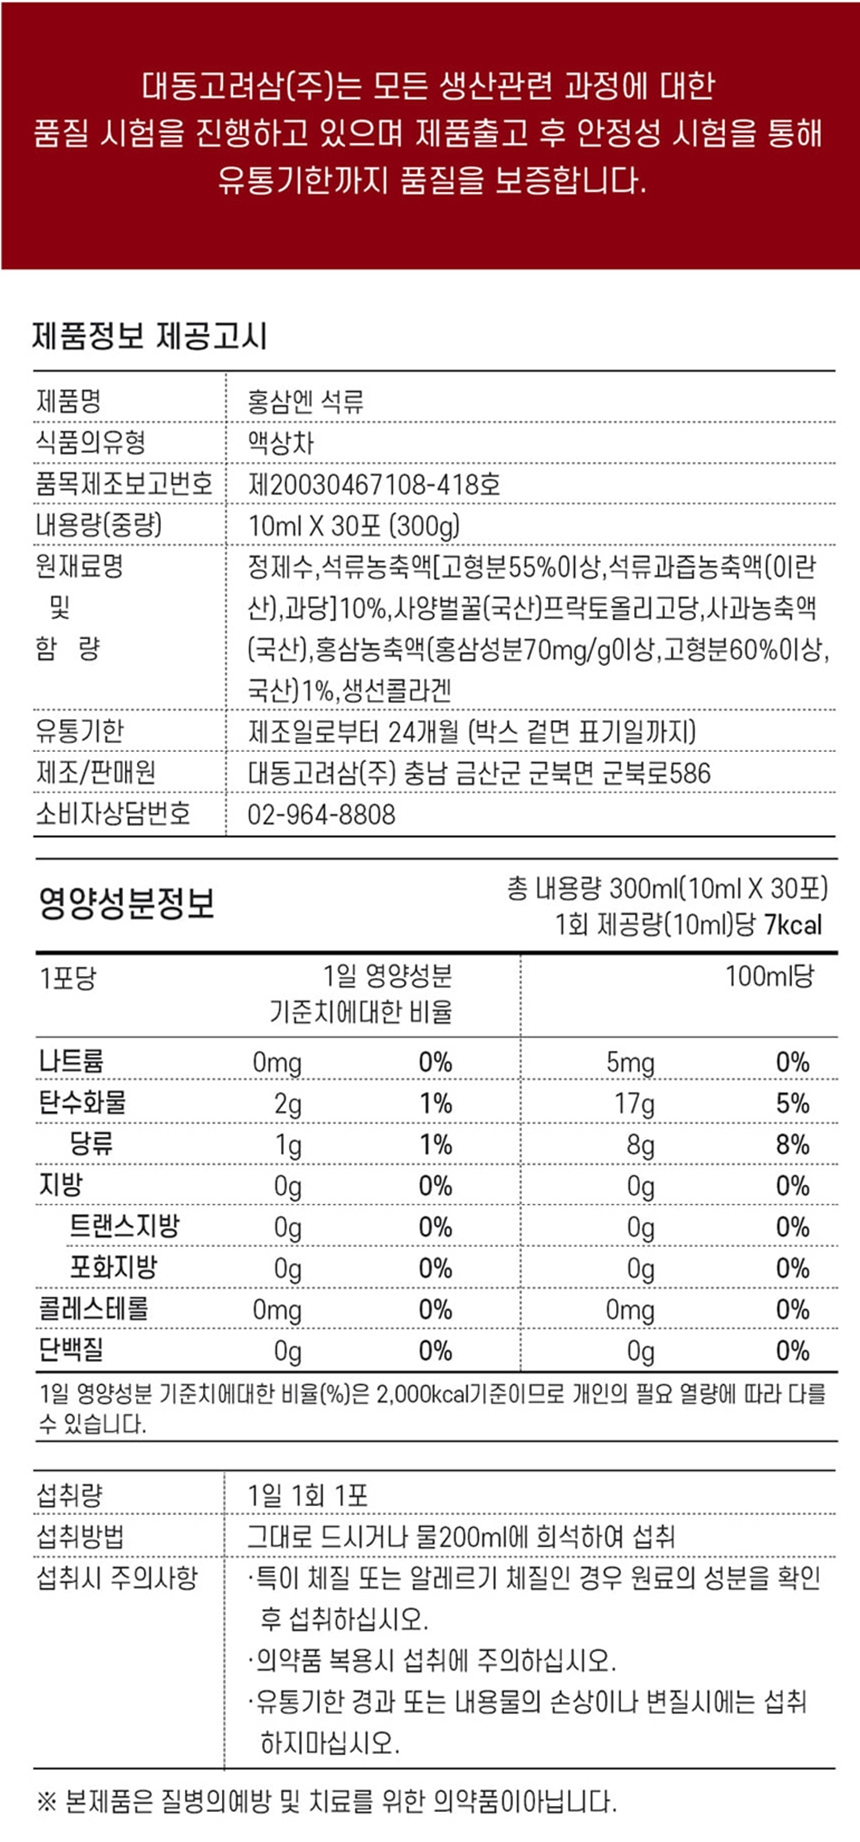 대동고려삼(주)는 모든 생산관련 과정에 대한
품질 시험을 진행하고 있으며 제품출고 후 안정성 시험을 통해
유통기한까지 품질을 보증합니다.
제품정보 제공고시
제품명 홍삼엔 석류
식품의유형 액상차
품목제조보고번호 제20030467108-418호
내용량(중량) 10ml X 30포 (300g)
원재료명 정제수,석류농축액[고형분55%이상,석류과즙농축액(이란
및 산),과당]10%,사양벌꿀(국산)프락토올리고당,사과농축액
함 량 (국산),홍삼농축액(홍삼성분70mg/g이상,고형분60%이상,
국산)1%,생선콜라겐
유통기한 제조일로부터 24개월 (박스 겉면 표기일까지)
제조/판매원 대동고려삼(주) 충남 금산군 군북면 군북로586
소비자상담번호 02-964-8808
영양성분정보
총 내용량 300ml(10ml X 30포)
1회 제공량(10ml)당 7kcal
1포당 1일 영양성분 100ml당
기준치에대한 비율
나트륨 0mg 0% 5mg 0%
탄수화물 2g 1% 17g 5%
당류 1g 1% 8g 8%
지방 0g 0% 0g 0%
트랜스지방 0g 0% 0g 0%
포화지방 0g 0% 0g 0%
콜레스테롤 0mg 0% 0mg 0%
단백질 0g 0% 0g 0%
1일 영양성분 기준치에대한 비율(%)은 2,000kcal기준이므로 개인의 필요 열량에 따라 다를
수 있습니다.
섭취량 1일 1회 1포
섭취방법 그대로 드시거나 물200ml에 희석하여 섭취
섭취시 주의사항 ·특이 체질 또는 알레르기 체질인 경우 원료의 성분을 확인
후 섭취하십시오.
·의약품 복용시 섭취에 주의하십시오.
·유통기한 경과 또는 내용물의 손상이나 변질시에는 섭취
하지마십시오.
※ 본제품은 질병의예방 및 치료를 위한 의약품이아닙니다.